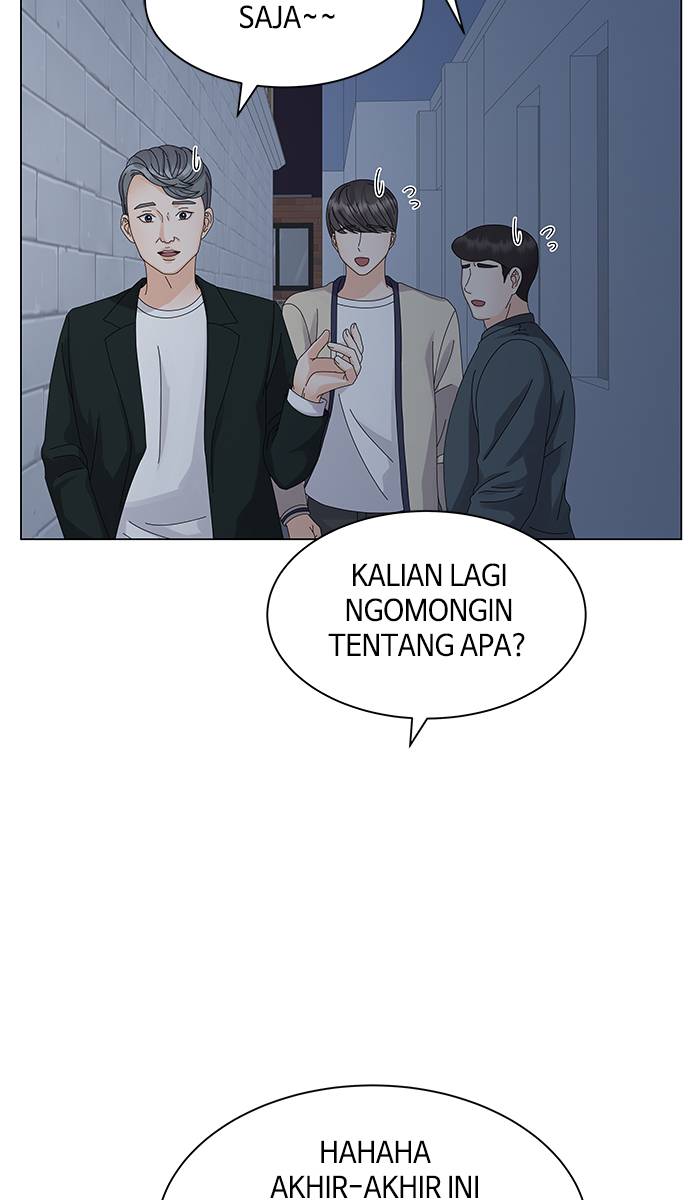 SAJA~~
KALIAN LAGI
NGOMONGIN
TENTANG APA?
HAHAHA
AKHIR-AKHIR INI